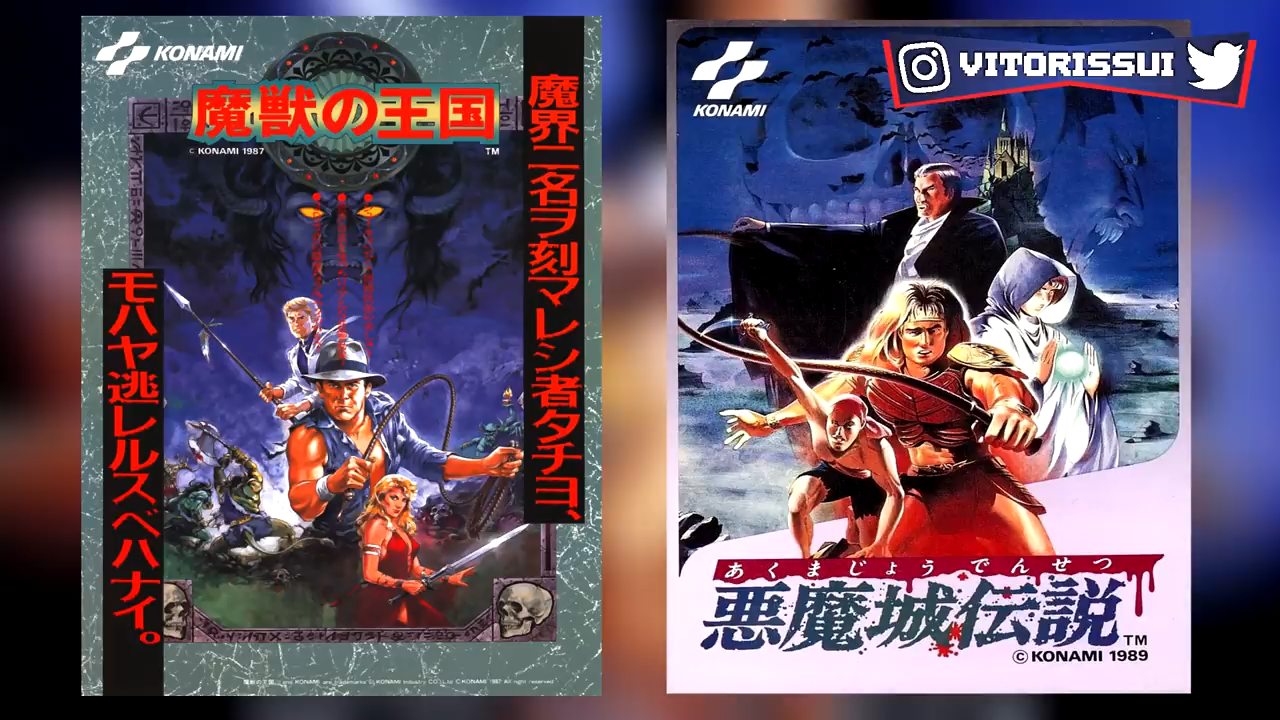 KONAMI
魔獣の王国
© KONAMI 1987
TM
魔界ニ名ヲ刻マレシ者タチヨ、
モハヤ逃レルスベハナイ。
KONAMI
VITORISSUI
あくまじょうでんせつ
悪魔城伝説
TM
© KONAMI 1989